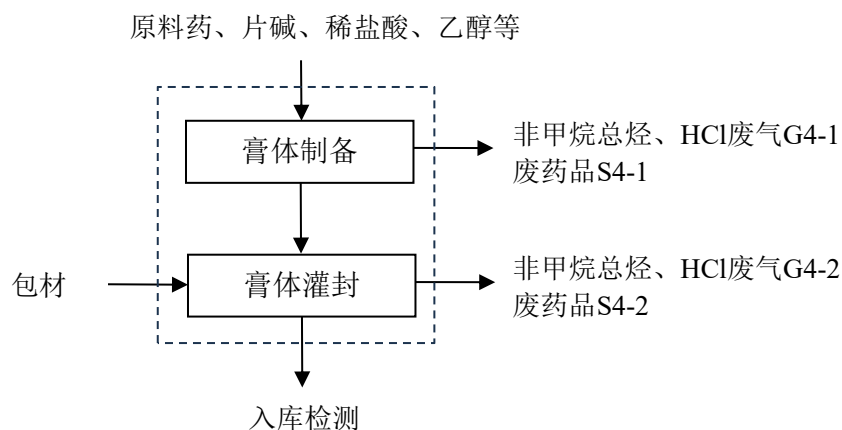 原料药、片碱、稀盐酸、乙醇等
膏体制备
非甲烷总烃、HCl废气G4-1
废药品S4-1
包材
膏体灌封
非甲烷总烃、HCl废气G4-2
废药品S4-2
入库检测